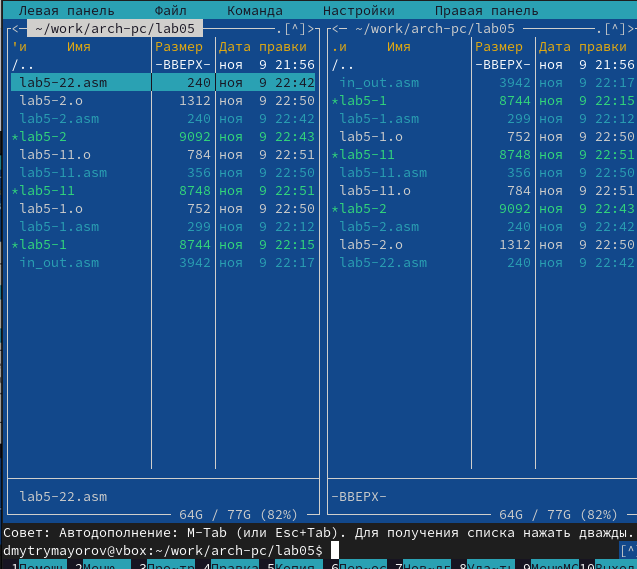 Левая панель Файл Команда Настройки Правая панель
<─ ~/work/arch-pc/lab05 ─.[^]> <─ ~/work/arch-pc/lab05 ─.[^]>
'и Имя Размер Дата правки .и Имя Размер Дата правки
/.. -ВВЕРХ- ноя 9 21:56 /.. -ВВЕРХ- ноя 9 21:56
lab5-22.asm 240 ноя 9 22:42 in_out.asm 3942 ноя 9 22:17
lab5-2.o 1312 ноя 9 22:50 *lab5-1 8744 ноя 9 22:15
lab5-2.asm 240 ноя 9 22:42 lab5-1.asm 299 ноя 9 22:12
*lab5-2 9092 ноя 9 22:43 lab5-1.o 752 ноя 9 22:50
lab5-11.o 784 ноя 9 22:51 *lab5-11 8748 ноя 9 22:51
lab5-11.asm 356 ноя 9 22:50 lab5-11.asm 356 ноя 9 22:50
*lab5-11 8748 ноя 9 22:51 lab5-11.o 784 ноя 9 22:51
lab5-1.o 752 ноя 9 22:50 *lab5-2 9092 ноя 9 22:43
lab5-1.asm 299 ноя 9 22:12 lab5-2.asm 240 ноя 9 22:42
*lab5-1 8744 ноя 9 22:15 lab5-2.o 1312 ноя 9 22:50
in_out.asm 3942 ноя 9 22:17 lab5-22.asm 240 ноя 9 22:42
lab5-22.asm -ВВЕРХ-
64G / 77G (82%) 64G / 77G (82%)
Совет: Автодополнение: M-Tab (или Esc+Tab). Для получения списка нажать дважды.
dmytrymayorov@vbox:~/work/arch-pc/lab05$ [^
1Помощь 2Меню 3Про~тр 4Правка 5Копия 6Пер~ос 7Нов~лг 8Уда~ть 9МенюMC 10Выход